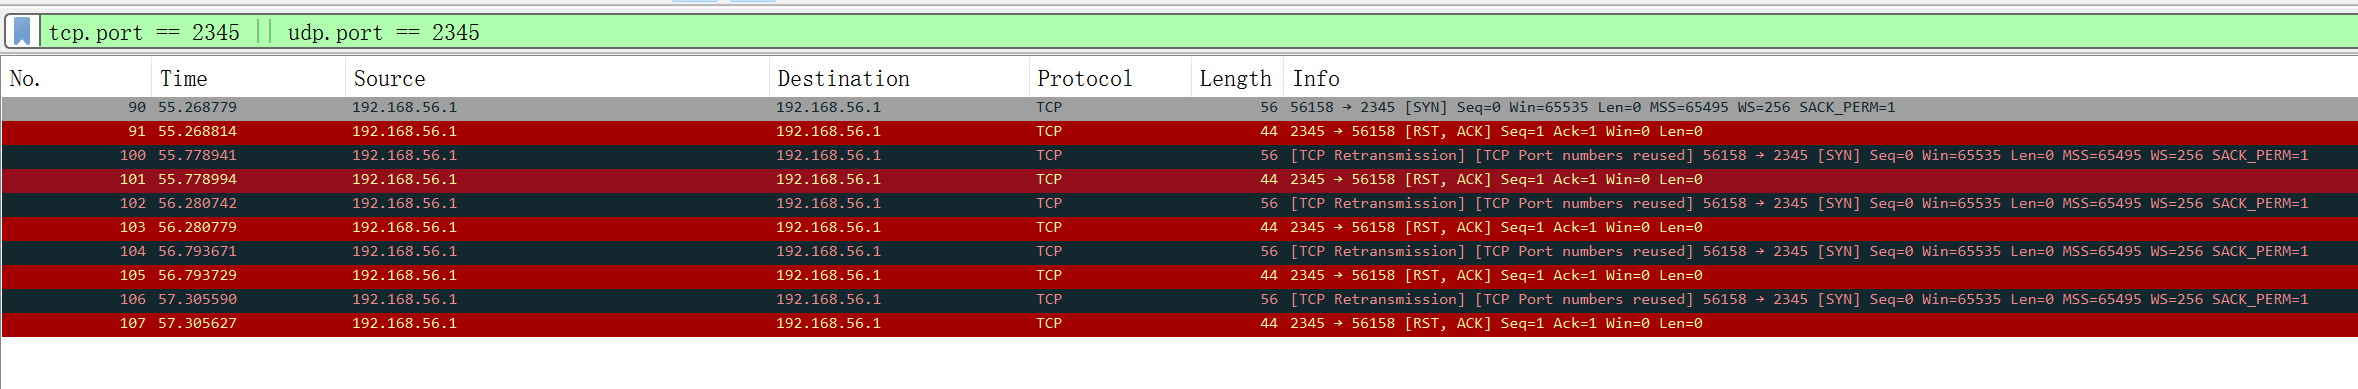 tcp.port == 2345 || udp.port == 2345
No. Time Source Destination Protocol Length Info
90 55.268779 192.168.56.1 192.168.56.1 TCP 56 56158 → 2345 [SYN] Seq=0 Win=65535 Len=0 MSS=65495 WS=256 SACK_PERM=1
91 55.268814 192.168.56.1 192.168.56.1 TCP 44 2345 → 56158 [RST, ACK] Seq=1 Ack=1 Win=0 Len=0
100 55.778941 192.168.56.1 192.168.56.1 TCP 56 [TCP Retransmission] [TCP Port numbers reused] 56158 → 2345 [SYN] Seq=0 Win=65535 Len=0 MSS=65495 WS=256 SACK_PERM=1
101 55.778994 192.168.56.1 192.168.56.1 TCP 44 2345 → 56158 [RST, ACK] Seq=1 Ack=1 Win=0 Len=0
102 56.280742 192.168.56.1 192.168.56.1 TCP 56 [TCP Retransmission] [TCP Port numbers reused] 56158 → 2345 [SYN] Seq=0 Win=65535 Len=0 MSS=65495 WS=256 SACK_PERM=1
103 56.280779 192.168.56.1 192.168.56.1 TCP 44 2345 → 56158 [RST, ACK] Seq=1 Ack=1 Win=0 Len=0
104 56.793671 192.168.56.1 192.168.56.1 TCP 56 [TCP Retransmission] [TCP Port numbers reused] 56158 → 2345 [SYN] Seq=0 Win=65535 Len=0 MSS=65495 WS=256 SACK_PERM=1
105 56.793729 192.168.56.1 192.168.56.1 TCP 44 2345 → 56158 [RST, ACK] Seq=1 Ack=1 Win=0 Len=0
106 57.305590 192.168.56.1 192.168.56.1 TCP 56 [TCP Retransmission] [TCP Port numbers reused] 56158 → 2345 [SYN] Seq=0 Win=65535 Len=0 MSS=65495 WS=256 SACK_PERM=1
107 57.305627 192.168.56.1 192.168.56.1 TCP 44 2345 → 56158 [RST, ACK] Seq=1 Ack=1 Win=0 Len=0